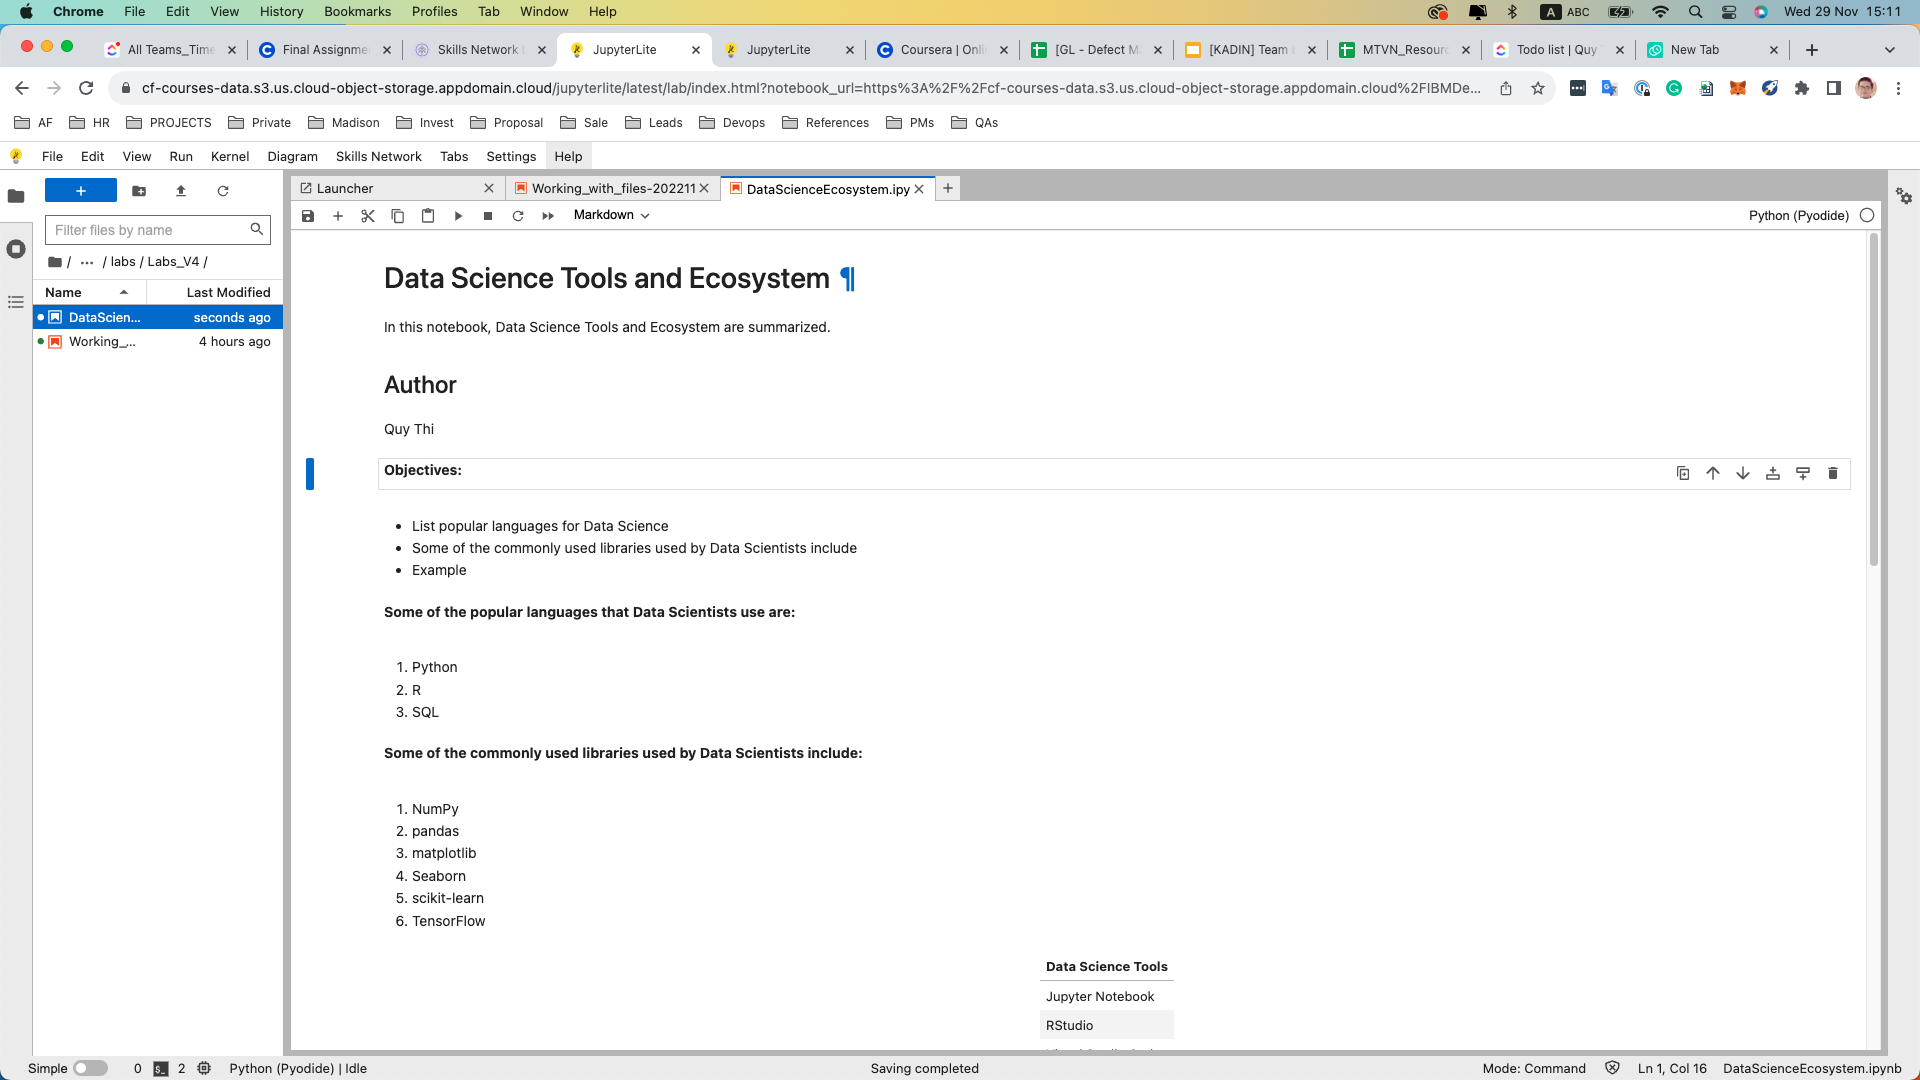 Chrome File Edit View History Bookmarks Profiles Tab Window Help A ABC Wed 29 Nov 15:11
All Teams_Time Final Assignme Skills Network JupyterLite JupyterLite Coursera | Onli [GL - Defect M [KADIN] Team MTVN_Resour Todo list | Quy New Tab
cf-courses-data.s3.us.cloud-object-storage.appdomain.cloud/jupyterlite/latest/lab/index.html?notebook_url=https%3A%2F%2Fcf-courses-data.s3.us.cloud-object-storage.appdomain.cloud%2FIBMDe...
AF HR PROJECTS Private Madison Invest Proposal Sale Leads Devops References PMs QAs
File Edit View Run Kernel Diagram Skills Network Tabs Settings Help
Launcher Working_with_files-202211 DataScienceEcosystem.ipy
Markdown Python (Pyodide)
Filter files by name
/ ··· / labs / Labs_V4 /
Name Last Modified
DataScien... seconds ago
Working_... 4 hours ago
Data Science Tools and Ecosystem ¶
In this notebook, Data Science Tools and Ecosystem are summarized.
Author
Quy Thi
Objectives:
• List popular languages for Data Science
• Some of the commonly used libraries used by Data Scientists include
• Example
Some of the popular languages that Data Scientists use are:
1. Python
2. R
3. SQL
Some of the commonly used libraries used by Data Scientists include:
1. NumPy
2. pandas
3. matplotlib
4. Seaborn
5. scikit-learn
6. TensorFlow
Data Science Tools
Jupyter Notebook
RStudio
Simple 0 2 Python (Pyodide) | Idle Saving completed Mode: Command Ln 1, Col 16 DataScienceEcosystem.ipynb